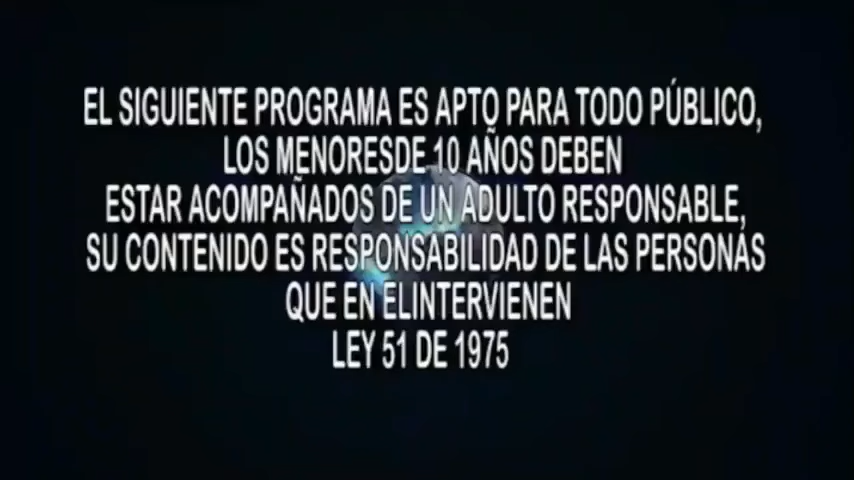 EL SIGUIENTE PROGRAMA ES APTO PARA TODO PÚBLICO,
LOS MENORESDE 10 AÑOS DEBEN
ESTAR ACOMPAÑADOS DE UN ADULTO RESPONSABLE,
SU CONTENIDO ES RESPONSABILIDAD DE LAS PERSONAS
QUE EN ELINTERVIENEN
LEY 51 DE 1975